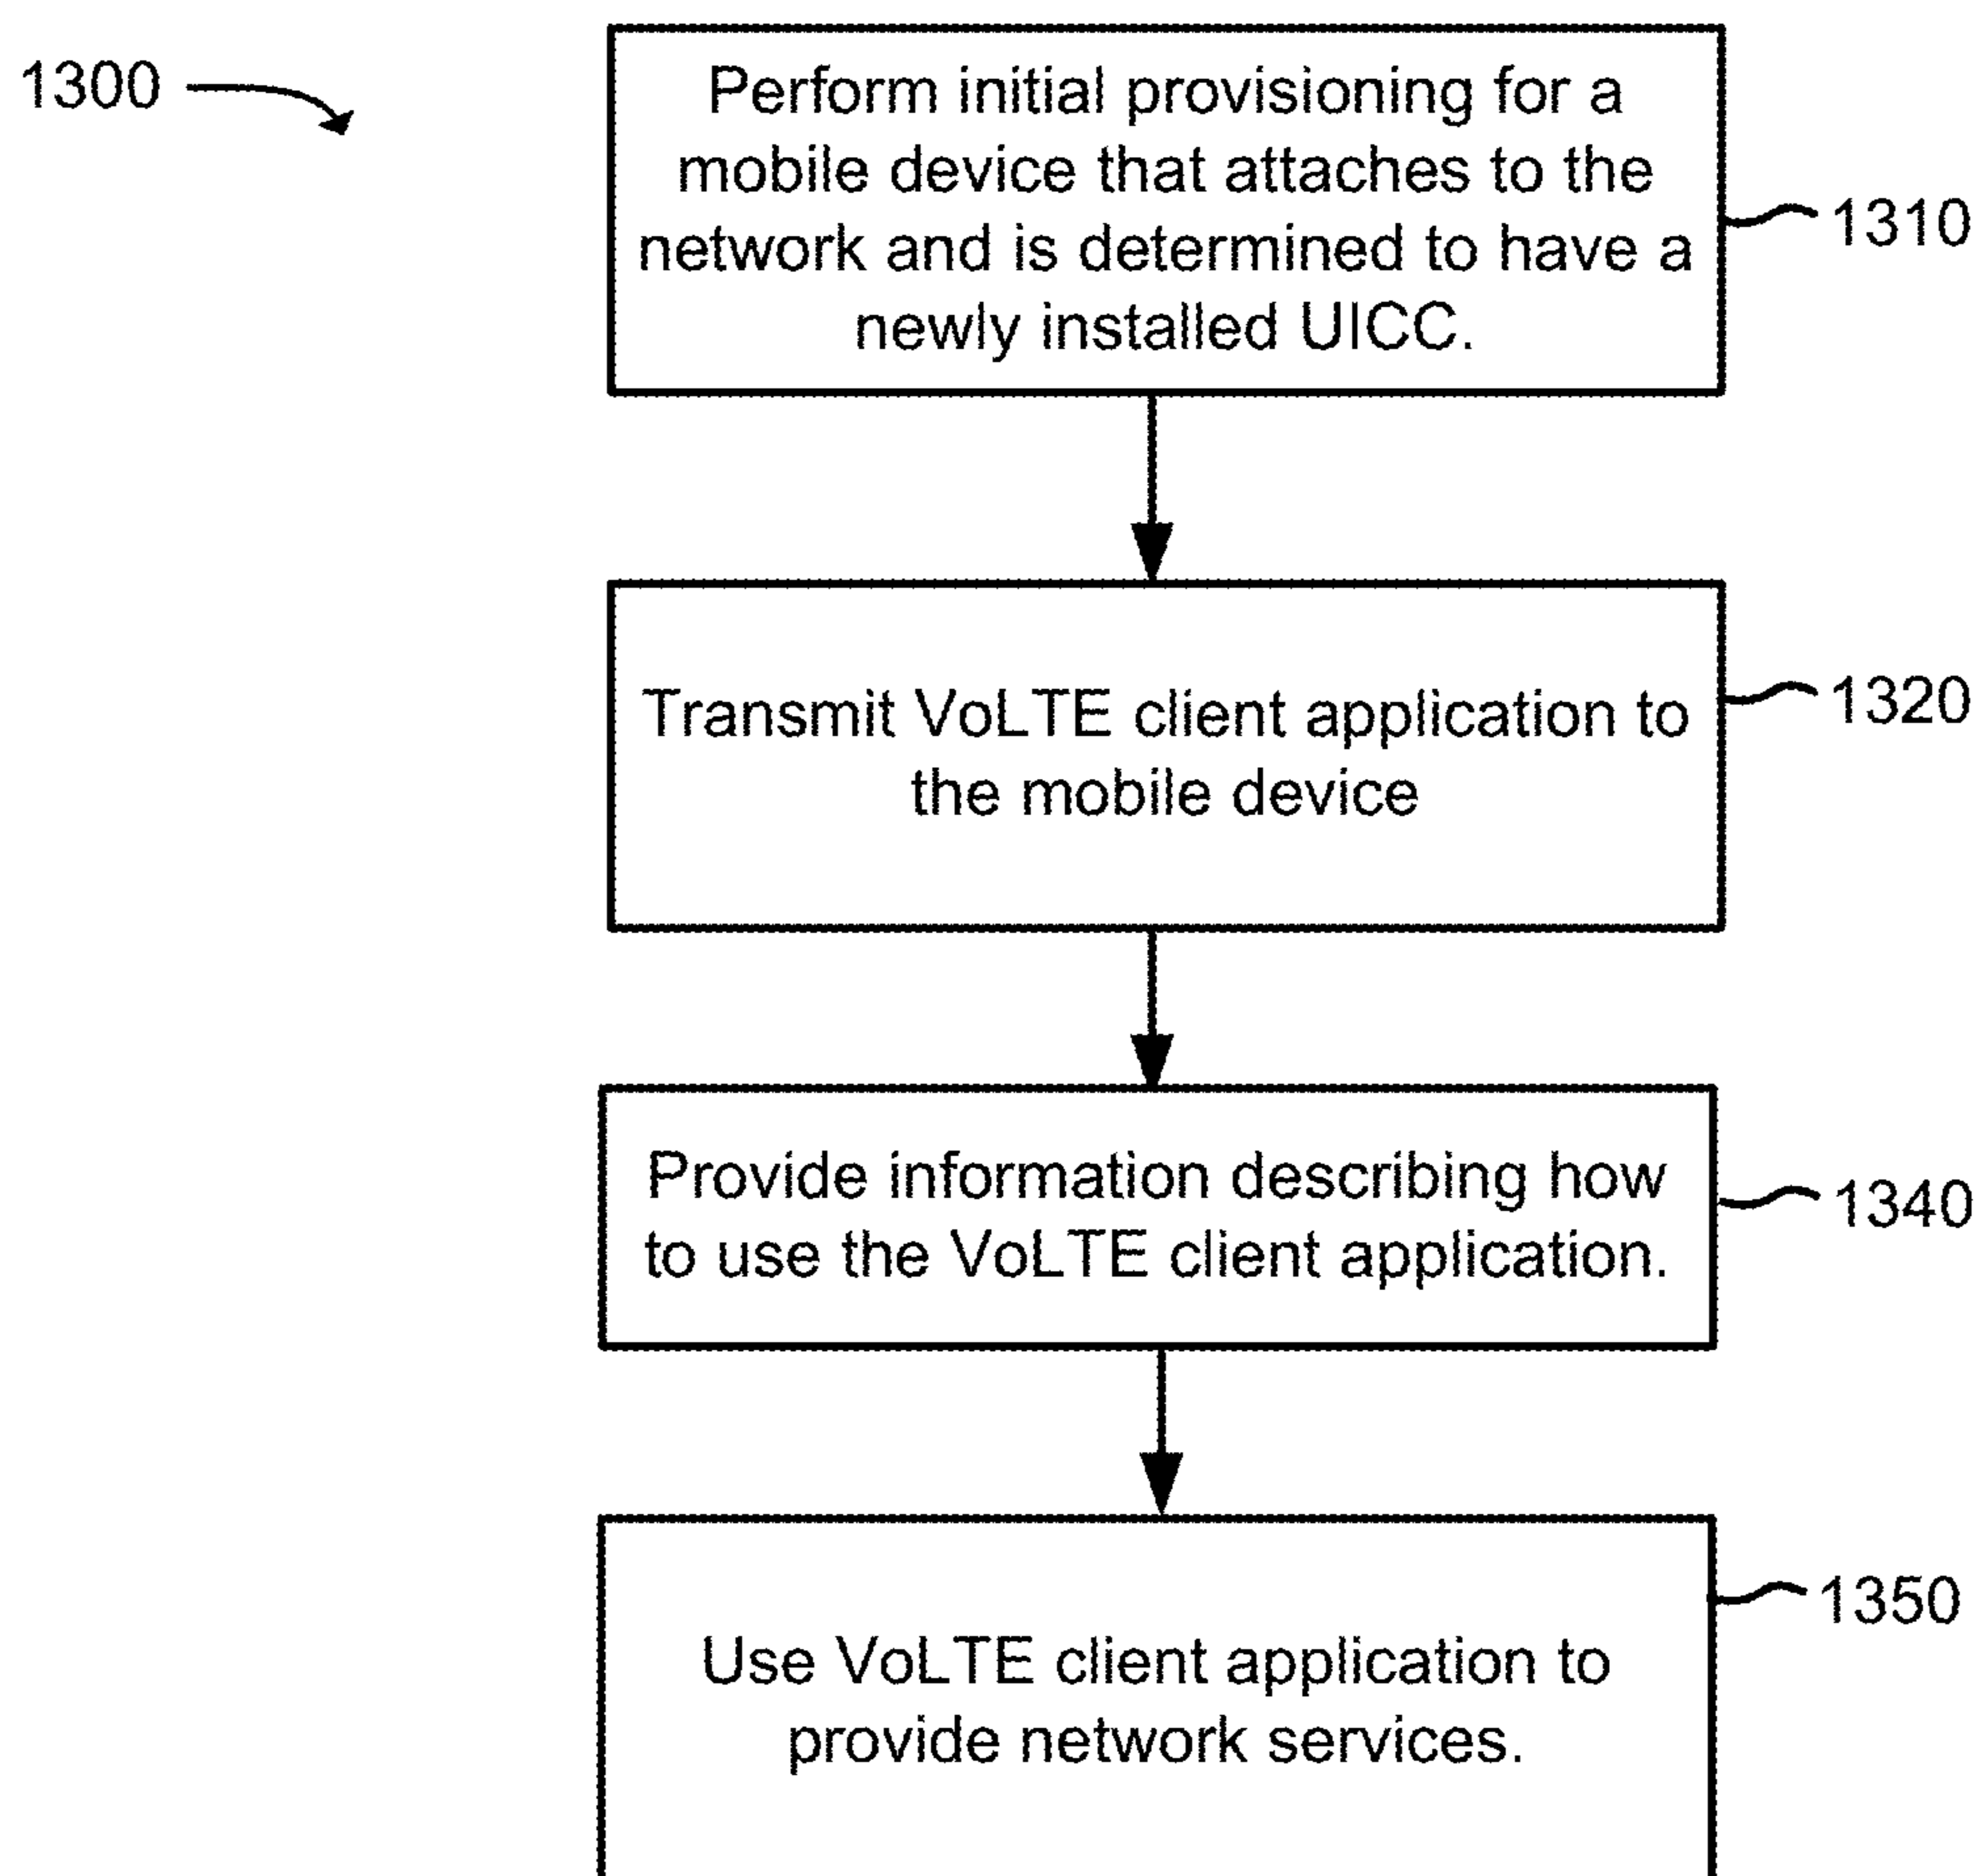 1300
Perform initial provisioning for a
mobile device that attaches to the
network and is determined to have a
newly installed UICC.
1310
Transmit VoLTE client application to
the mobile device
1320
Provide information describing how
to use the VoLTE client application.
1340
Use VoLTE client application to
provide network services.
1350